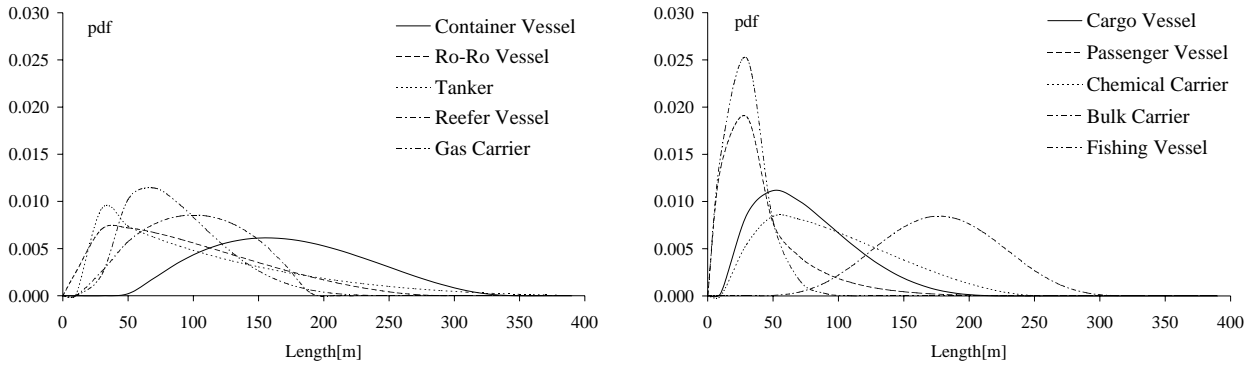 pdf
Container Vessel
Ro-Ro Vessel
Tanker
Reefer Vessel
Gas Carrier
0.030
0.025
0.020
0.015
0.010
0.005
0.000
0 50 100 150 200 250 300 350 400
Length[m]
pdf
Cargo Vessel
Passenger Vessel
Chemical Carrier
Bulk Carrier
Fishing Vessel
0.030
0.025
0.020
0.015
0.010
0.005
0.000
0 50 100 150 200 250 300 350 400
Length[m]